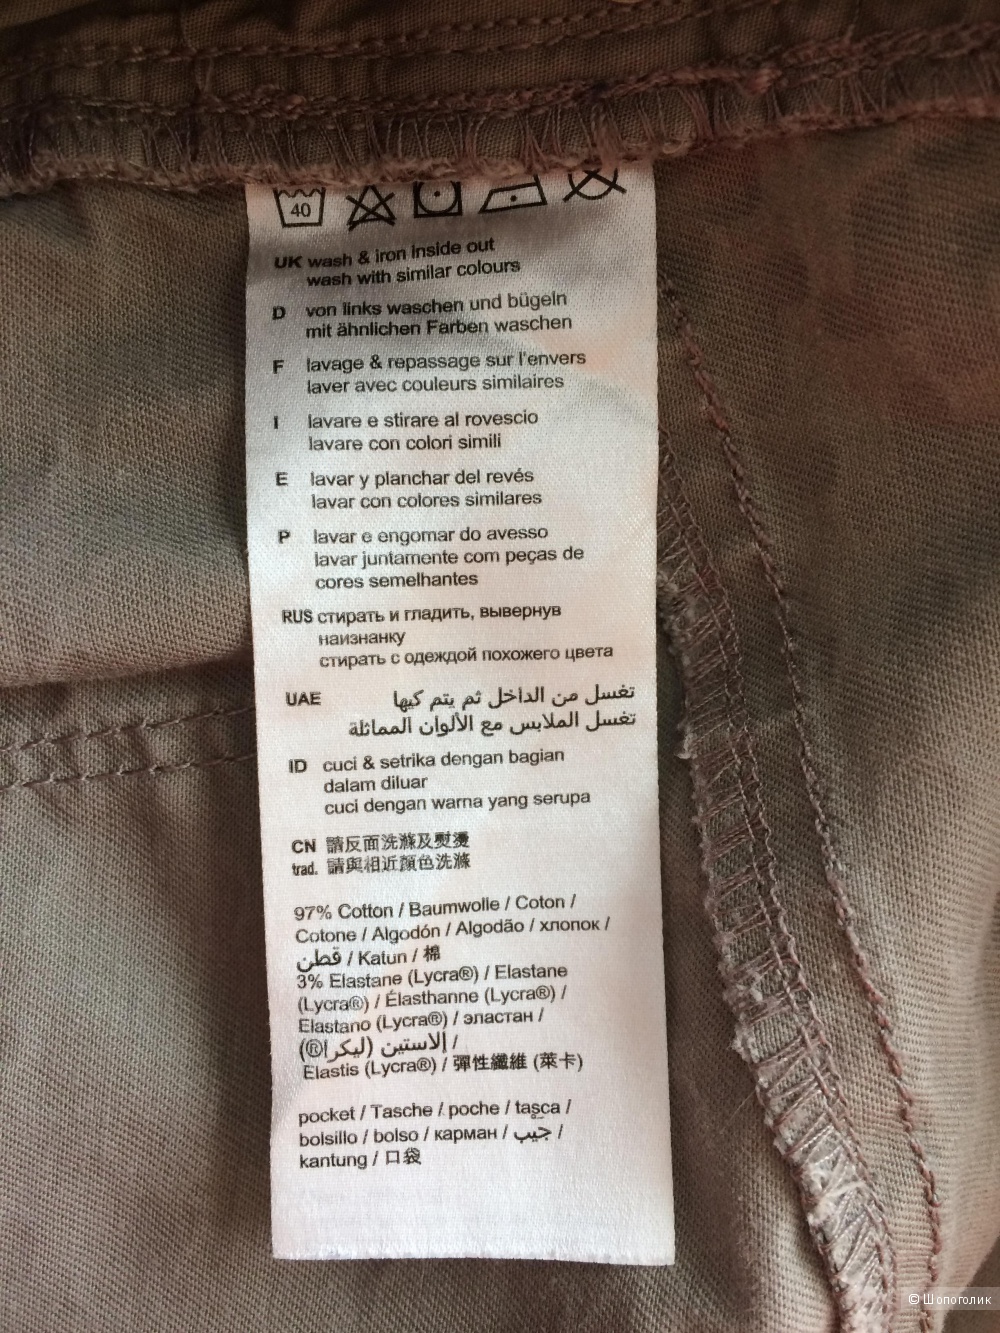 40
UK wash & iron inside out
wash with similar colours
D von links waschen und bügeln
mit ähnlichen Farben waschen
F lavage & repassage sur l'envers
laver avec couleurs similaires
I lavare e stirare al rovescio
lavare con colori simili
E lavar y planchar del revés
lavar con colores similares
P lavar e engomar do avesso
lavar juntamente com peças de
cores semelhantes
RUS стирать и гладить, вывернув
наизнанку
стирать с одеждой похожего цвета
UAE تغسل من الداخل ثم يتم كيها
تغسل الملابس مع الألوان المماثلة
ID cuci & setrika dengan bagian
dalam diluar
cuci dengan warna yang serupa
CN 請反面洗滌及熨燙
trad. 請與相近顏色洗滌
97% Cotton / Baumwolle / Coton /
Cotone / Algodón / Algodão / хлопок /
قطن / Katun / 棉
3% Elastane (Lycra®) / Elastane
(Lycra®) / Élasthanne (Lycra®) /
Elastano (Lycra®) / эластан /
إلاستين (ليكرا®) /
Elastis (Lycra®) / 彈性纖維 (萊卡)
pocket / Tasche / poche / tasca /
bolsillo / bolso / карман / جيب /
kantung / 口袋
© Шопоголик